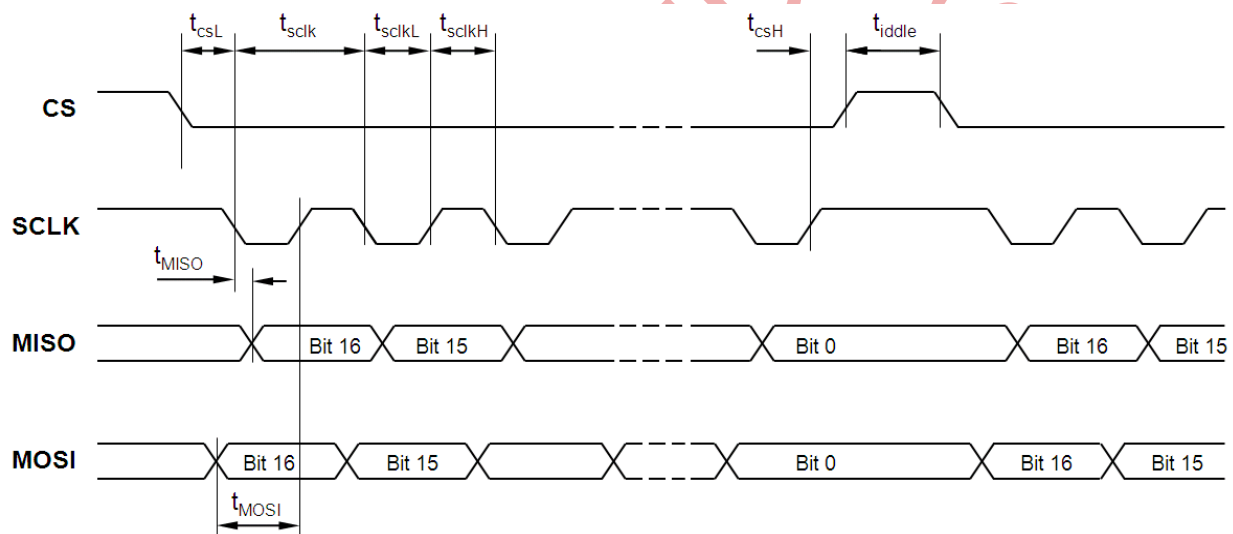 tcsL tsclk tsclkL tsclkH tcsH tiddle
CS
SCLK
tMISO
MISO Bit 16 Bit 15 Bit 0 Bit 16 Bit 15
MOSI Bit 16 Bit 15 Bit 0 Bit 16 Bit 15
tMOSI